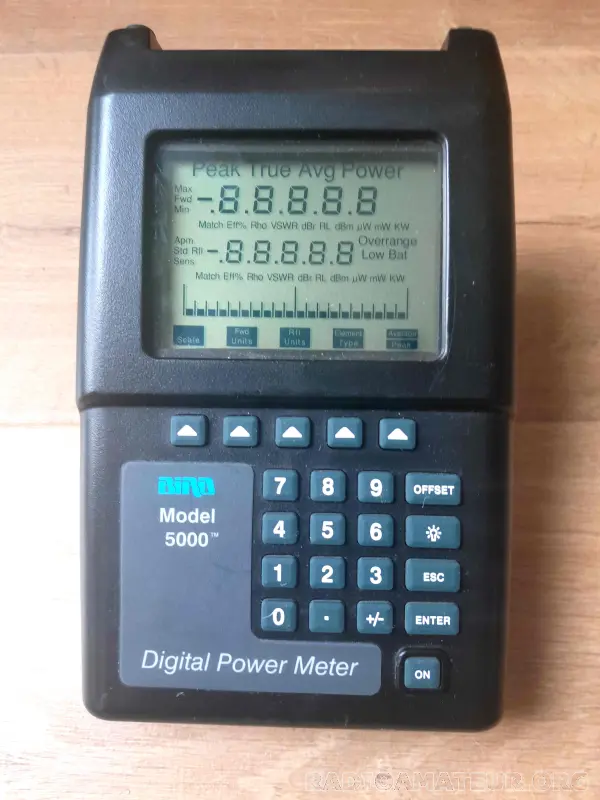 Peak True Avg Power
Max
Fwd -.8.8.8.8.8
Min
Match Eff% Rho VSWR dBr RL dBm µW mW KW
Apm
Std Rfl -.8.8.8.8.8 Overrange
Sens Low Bat
Match Eff% Rho VSWR dBr RL dBm µW mW KW
Scale Fwd Units Rfl Units Element Type Average Peak
BIRD
Model
5000™
7 8 9 OFFSET
4 5 6
1 2 3 ESC
0 . +/- ENTER
Digital Power Meter
ON
RADIOAMATEUR.ORG